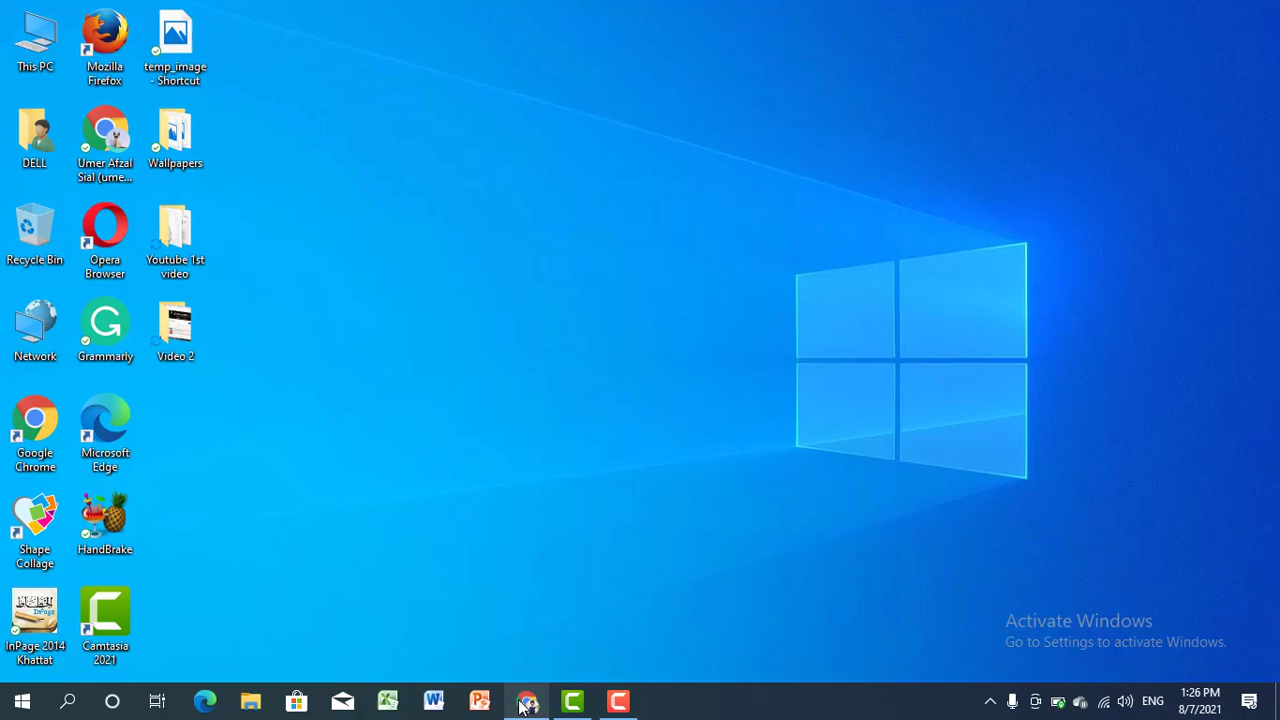 This PC
Mozilla
Firefox
temp_image
- Shortcut
DELL
Umer Afzal
Sial (ume...
Wallpapers
Recycle Bin
Opera
Browser
Youtube 1st
video
Network
Grammarly
Video 2
Google
Chrome
Microsoft
Edge
Shape
Collage
HandBrake
InPage 2014
Khattat
Camtasia
2021
Activate Windows
Go to Settings to activate Windows.
ENG
1:26 PM
8/7/2021